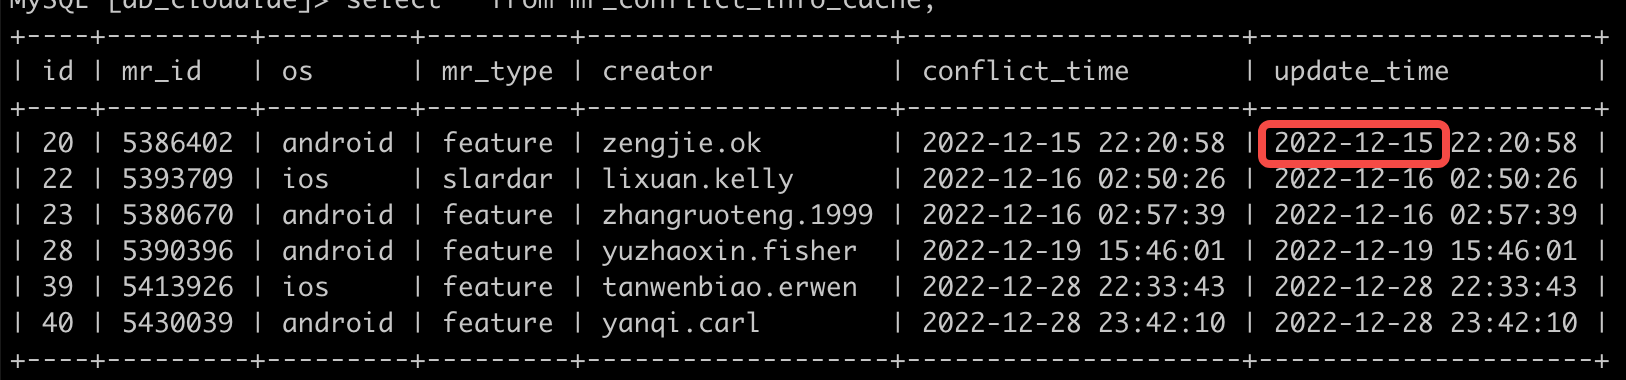 MySQL [db_cloudide]> select * from mr_conflict_info_cache;
+----+---------+---------+---------+------------------+---------------------+---------------------+
| id | mr_id | os | mr_type | creator | conflict_time | update_time |
+----+---------+---------+---------+------------------+---------------------+---------------------+
| 20 | 5386402 | android | feature | zengjie.ok | 2022-12-15 22:20:58 | 2022-12-15 22:20:58 |
| 22 | 5393709 | ios | slardar | lixuan.kelly | 2022-12-16 02:50:26 | 2022-12-16 02:50:26 |
| 23 | 5380670 | android | feature | zhangruoteng.1999 | 2022-12-16 02:57:39 | 2022-12-16 02:57:39 |
| 28 | 5390396 | android | feature | yuzhaoxin.fisher | 2022-12-19 15:46:01 | 2022-12-19 15:46:01 |
| 39 | 5413926 | ios | feature | tanwenbiao.erwen | 2022-12-28 22:33:43 | 2022-12-28 22:33:43 |
| 40 | 5430039 | android | feature | yanqi.carl | 2022-12-28 23:42:10 | 2022-12-28 23:42:10 |
+----+---------+---------+---------+------------------+---------------------+---------------------+